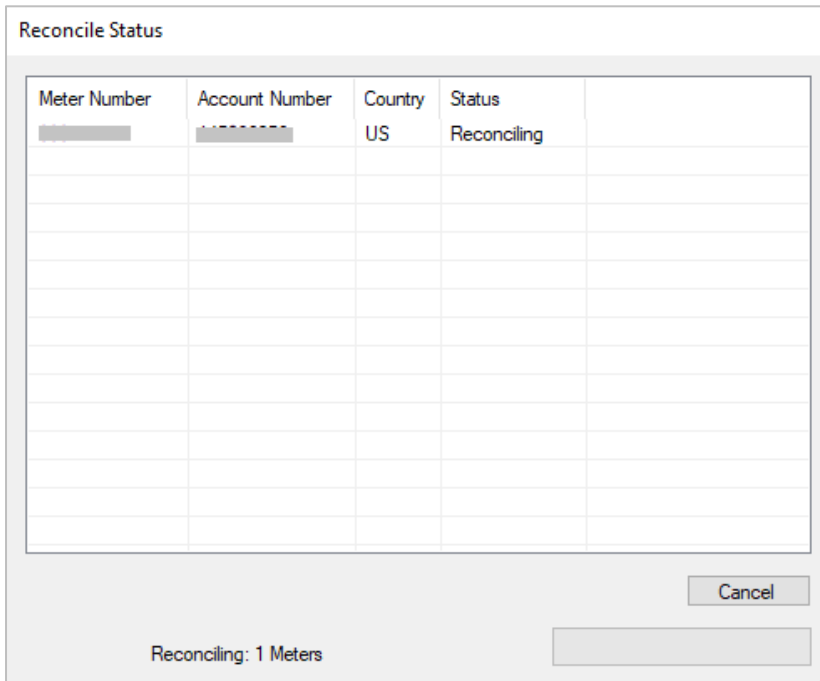 Reconcile Status
Meter Number Account Number Country Status
US Reconciling
Cancel
Reconciling: 1 Meters